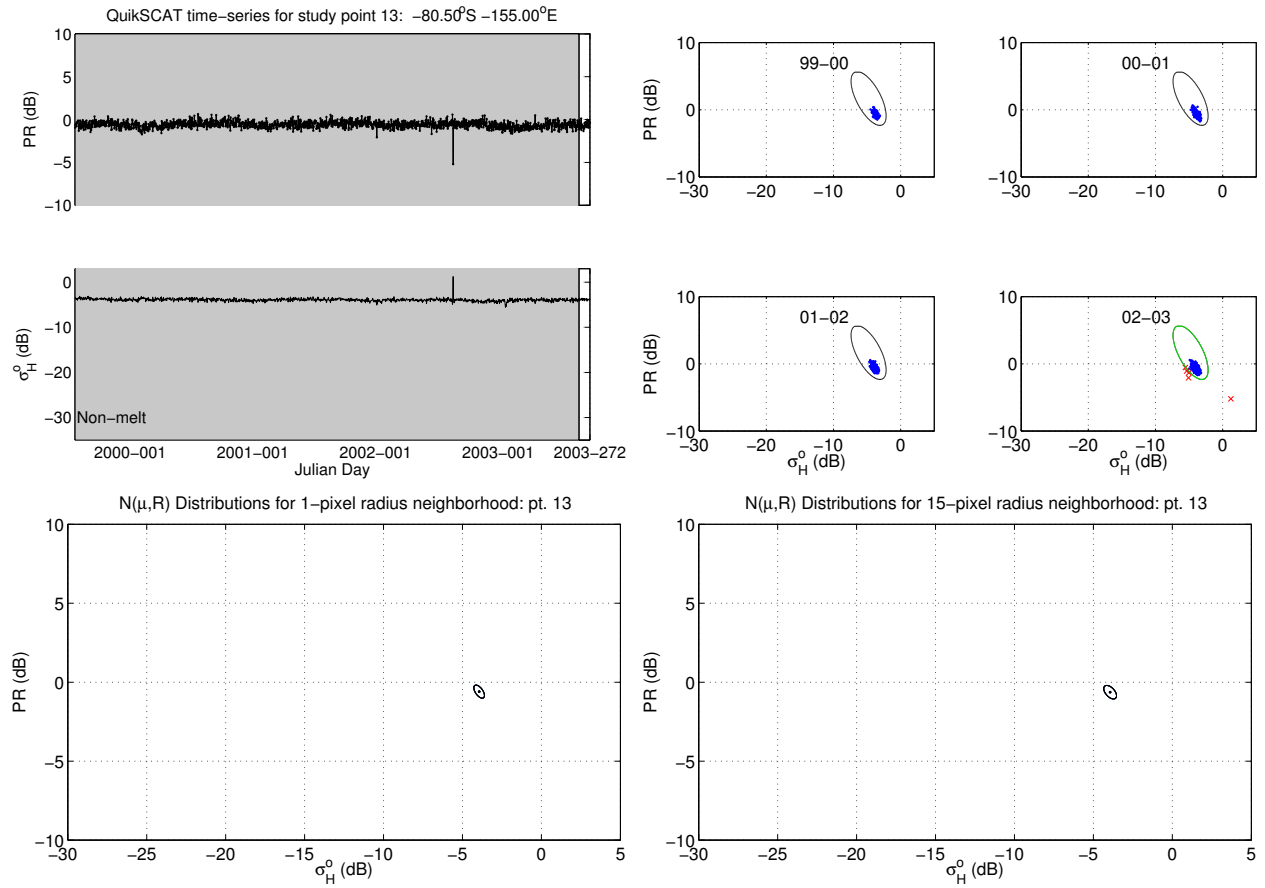 QuikSCAT time−series for study point 13: −80.50°S −155.00°E
10
5
0
−5
−10
PR (dB)
0
−10
−20
−30
σ_H^o (dB)
Non−melt
2000−001 2001−001 2002−001 2003−001 2003−272
Julian Day
99−00
10
0
−10
PR (dB)
−30 −20 −10 0
00−01
10
0
−10
−30 −20 −10 0
01−02
10
0
−10
PR (dB)
−30 −20 −10 0
σ_H^o (dB)
02−03
10
0
−10
−30 −20 −10 0
σ_H^o (dB)
N(μ,R) Distributions for 1−pixel radius neighborhood: pt. 13
10
5
0
−5
−10
PR (dB)
−30 −25 −20 −15 −10 −5 0 5
σ_H^o (dB)
N(μ,R) Distributions for 15−pixel radius neighborhood: pt. 13
10
5
0
−5
−10
PR (dB)
−30 −25 −20 −15 −10 −5 0 5
σ_H^o (dB)